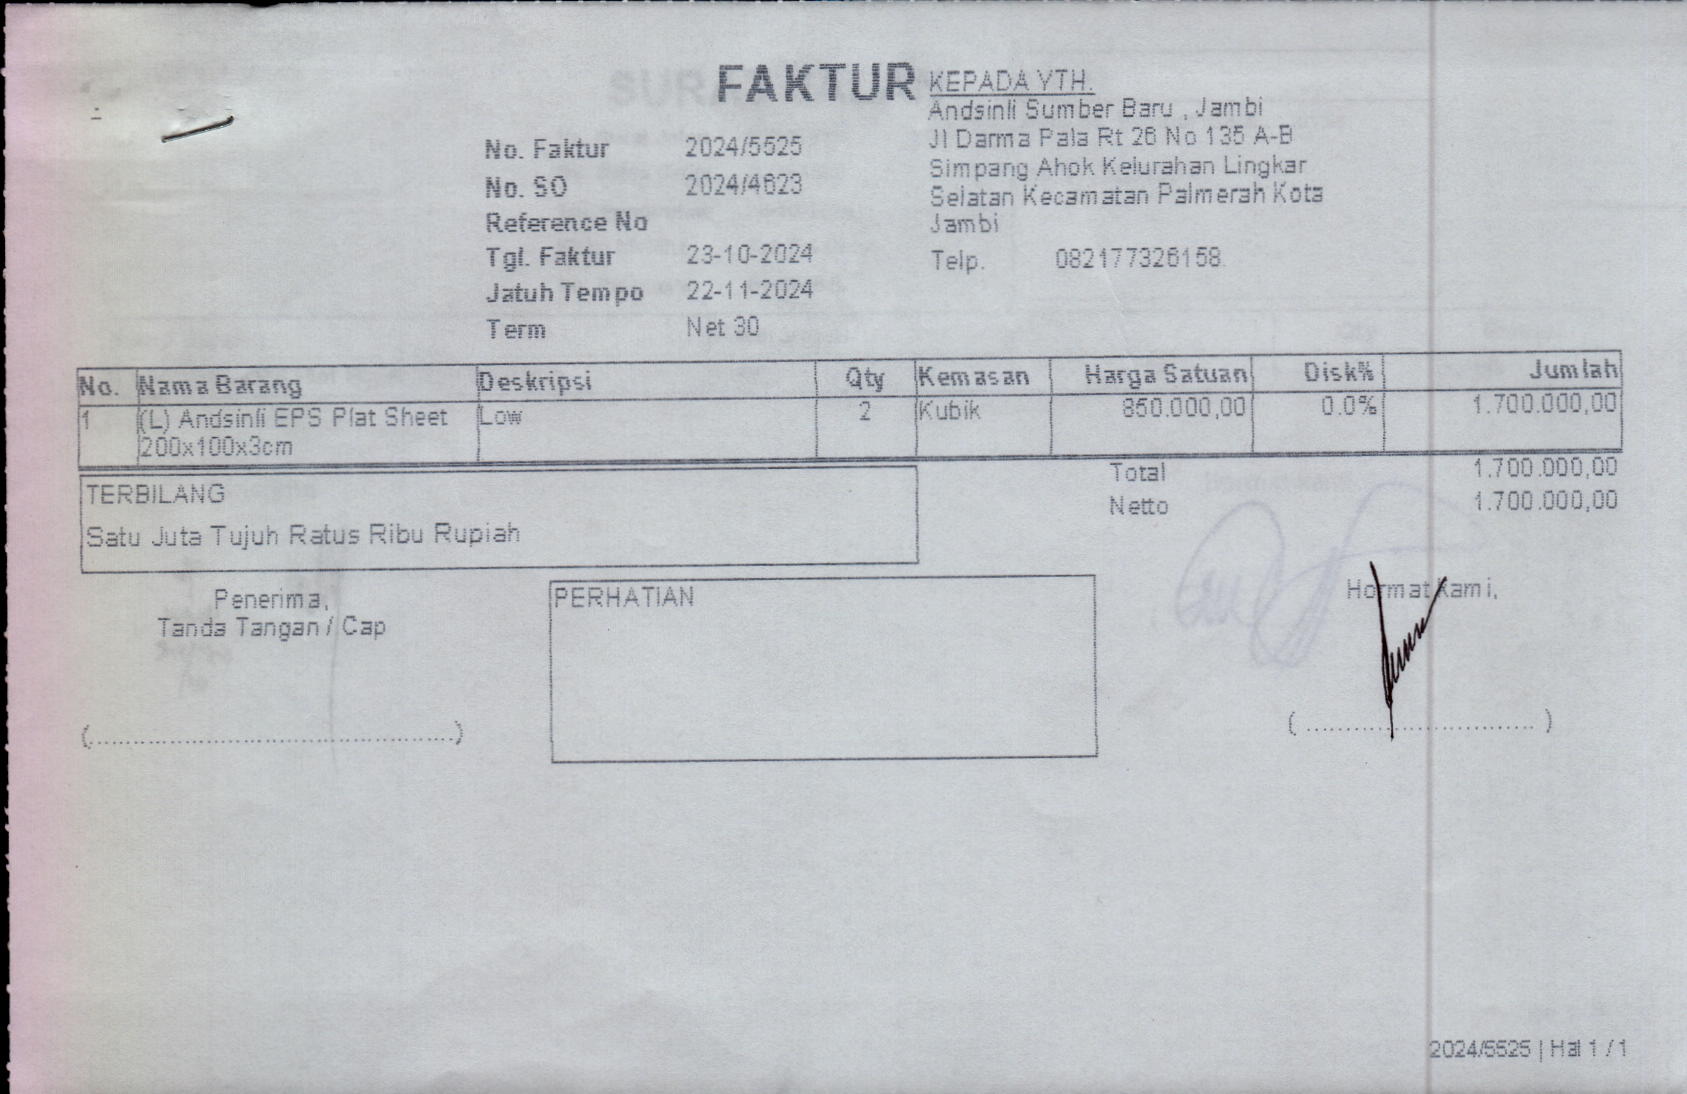 FAKTUR
No. Faktur 2024/5525
No. SO 2024/4623
Reference No
Tgl. Faktur 23-10-2024
Jatuh Tempo 22-11-2024
Term Net 30
KEPADA YTH.
Andsinli Sumber Baru , Jambi
Jl Darma Pala Rt 26 No 135 A-B
Simpang Ahok Kelurahan Lingkar
Selatan Kecamatan Palmerah Kota
Jambi
Telp. 082177326158
No. Nama Barang Deskripsi Qty Kemasan Harga Satuan Disk% Jumlah
1 (L) Andsinli EPS Plat Sheet Low 2 Kubik 850.000,00 0.0% 1.700.000,00
200x100x3cm
Total 1.700.000,00
Netto 1.700.000,00
TERBILANG
Satu Juta Tujuh Ratus Ribu Rupiah
Penerima,
Tanda Tangan / Cap
(..............................................)
PERHATIAN
Hormat Kami,
( ............................. )
2024/5525 | Hal 1 / 1